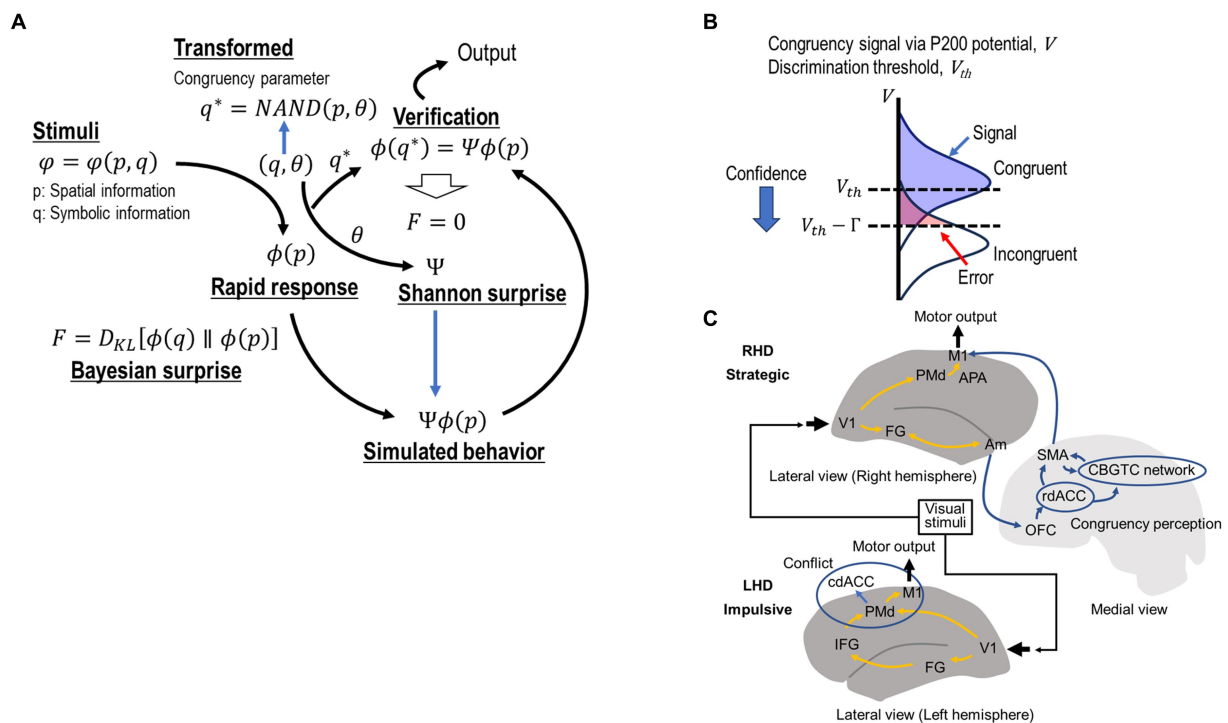 A
Transformed
Congruency parameter
q* = NAND(p, θ)
Output
Stimuli
φ = φ(p, q)
p: Spatial information
q: Symbolic information
(q, θ)
q*
Verification
ϕ(q*) = Ψϕ(p)
F = 0
θ
ϕ(p)
Rapid response
Ψ
Shannon surprise
F = D_KL[ϕ(q) ∥ ϕ(p)]
Bayesian surprise
Ψϕ(p)
Simulated behavior
B
Congruency signal via P200 potential, V
Discrimination threshold, V_th
V
Signal
Congruent
Confidence
V_th
V_th − Γ
Incongruent
Error
C
Motor output
RHD
Strategic
M1
PMd
APA
V1
FG
Am
Lateral view (Right hemisphere)
SMA
CBGTC network
rdACC
OFC
Congruency perception
Medial view
Visual
stimuli
Motor output
Conflict
LHD
Impulsive
cdACC
M1
PMd
IFG
V1
FG
Lateral view (Left hemisphere)